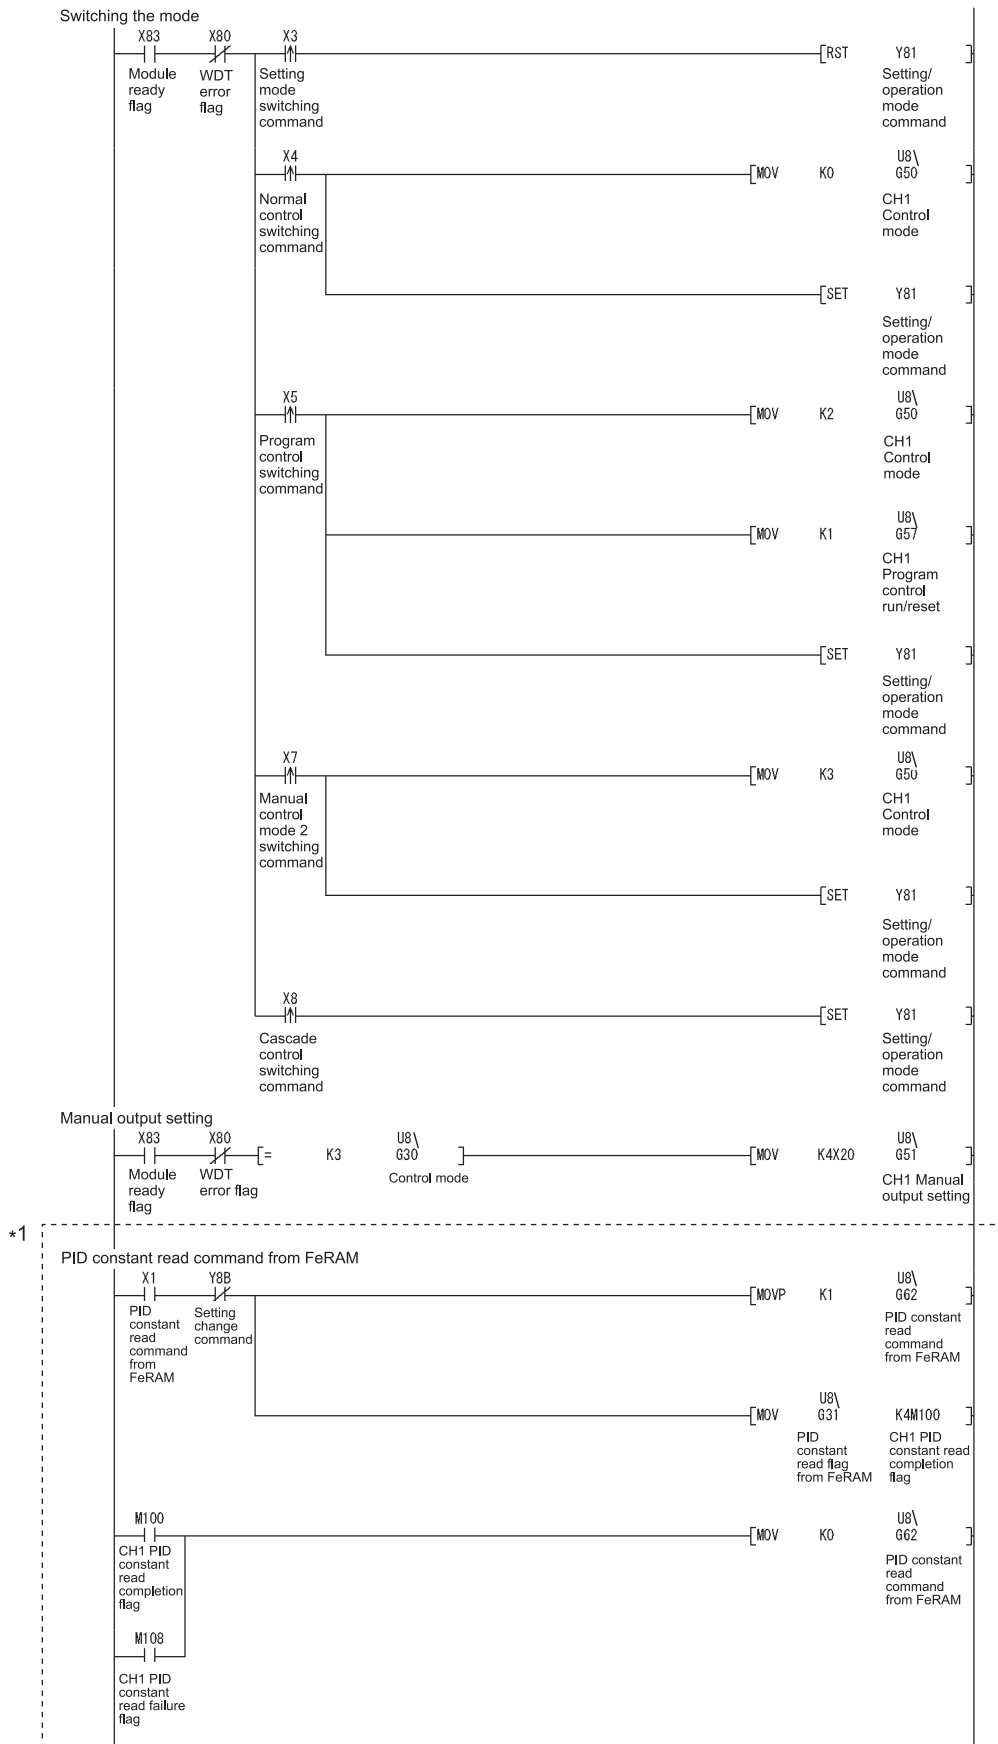 Switching the mode
X83 X80 X3
[RST Y81 ]
Module ready flag
WDT error flag
Setting mode switching command
Setting/ operation mode command
X4
[MOV K0 U8\ G50 ]
Normal control switching command
CH1 Control mode
[SET Y81 ]
Setting/ operation mode command
X5
[MOV K2 U8\ G50 ]
Program control switching command
CH1 Control mode
[MOV K1 U8\ G57 ]
CH1 Program control run/reset
[SET Y81 ]
Setting/ operation mode command
X7
[MOV K3 U8\ G50 ]
Manual control mode 2 switching command
CH1 Control mode
[SET Y81 ]
Setting/ operation mode command
X8
[SET Y81 ]
Cascade control switching command
Setting/ operation mode command
Manual output setting
X83 X80
[= K3 U8\ G30 ]
[MOV K4X20 U8\ G51 ]
Module ready flag
WDT error flag
Control mode
CH1 Manual output setting
*1
PID constant read command from FeRAM
X1 Y8B
[MOVP K1 U8\ G62 ]
PID constant read command from FeRAM
Setting change command
PID constant read command from FeRAM
[MOV U8\ G31 K4M100 ]
PID constant read flag from FeRAM
CH1 PID constant read completion flag
M100
[MOV K0 U8\ G62 ]
CH1 PID constant read completion flag
PID constant read command from FeRAM
M108
CH1 PID constant read failure flag